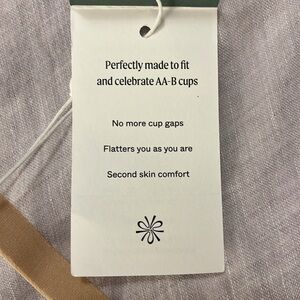 Perfectly made to fit
and celebrate AA-B cups
No more cup gaps
Flatters you as you are
Second skin comfort